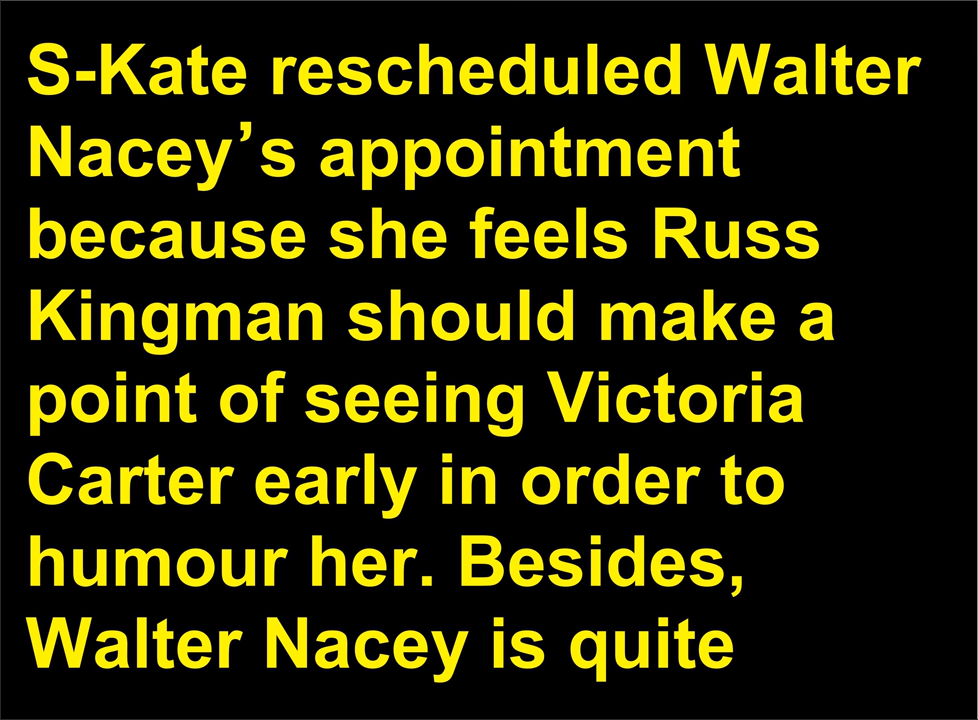 S-Kate rescheduled Walter
Nacey’s appointment
because she feels Russ
Kingman should make a
point of seeing Victoria
Carter early in order to
humour her. Besides,
Walter Nacey is quite